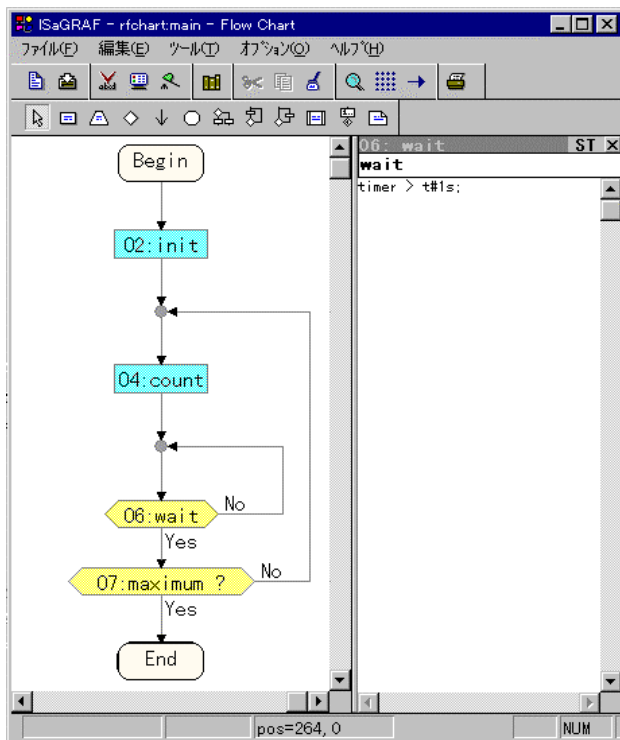 ISaGRAF - rfchart:main - Flow Chart
ファイル(F) 編集(E) ツール(T) オプション(O) ヘルプ(H)
06: wait ST
wait
timer > t#1s;
Begin
02:init
04:count
06:wait
No
Yes
07:maximum ?
No
Yes
End
pos=264, 0
NUM